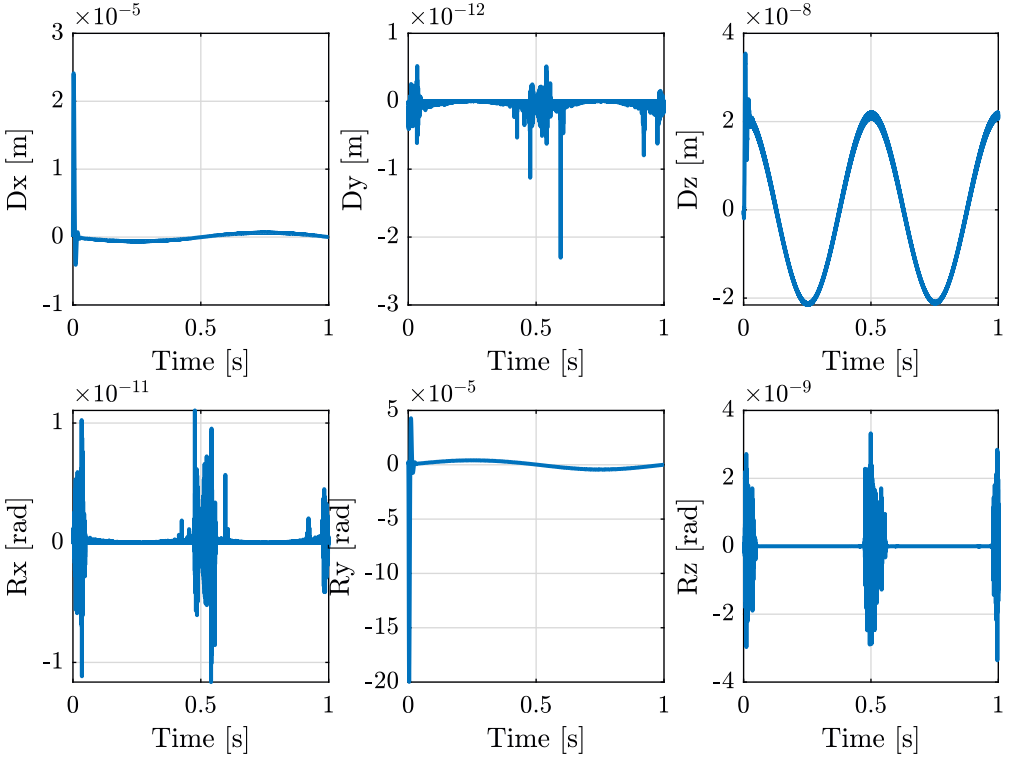 ×10⁻⁵
3
2
1
0
-1
Dx [m]
0 0.5 1
Time [s]
×10⁻¹²
1
0
-1
-2
-3
Dy [m]
0 0.5 1
Time [s]
×10⁻⁸
4
2
0
-2
Dz [m]
0 0.5 1
Time [s]
×10⁻¹¹
1
0
-1
Rx [rad]
0 0.5 1
Time [s]
×10⁻⁵
5
0
-5
-10
-15
-20
Ry [rad]
0 0.5 1
Time [s]
×10⁻⁹
4
2
0
-2
-4
Rz [rad]
0 0.5 1
Time [s]